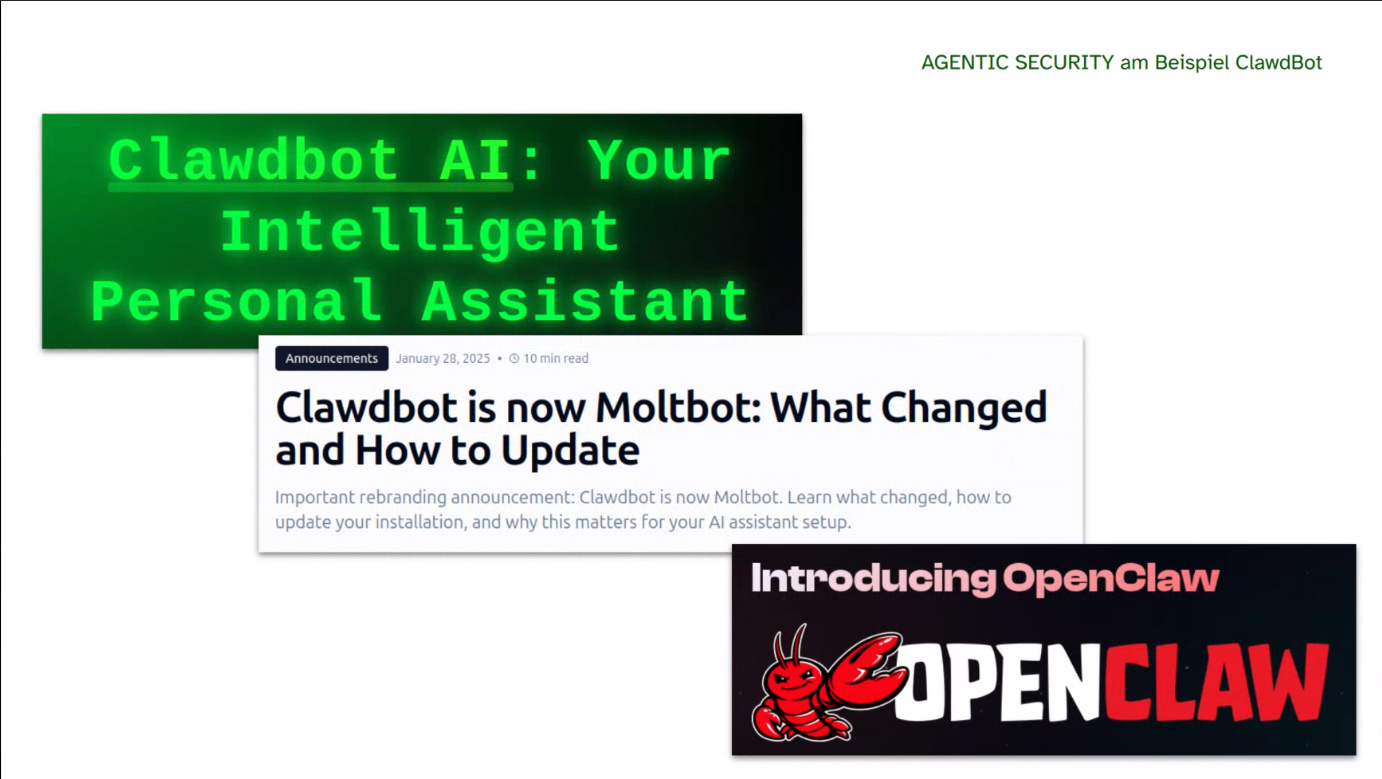 AGENTIC SECURITY am Beispiel ClawdBot
Clawdbot AI: Your
Intelligent
Personal Assistant
Announcements January 28, 2025 • 10 min read
Clawdbot is now Moltbot: What Changed
and How to Update
Important rebranding announcement: Clawdbot is now Moltbot. Learn what changed, how to
update your installation, and why this matters for your AI assistant setup.
Introducing OpenClaw
OPENCLAW